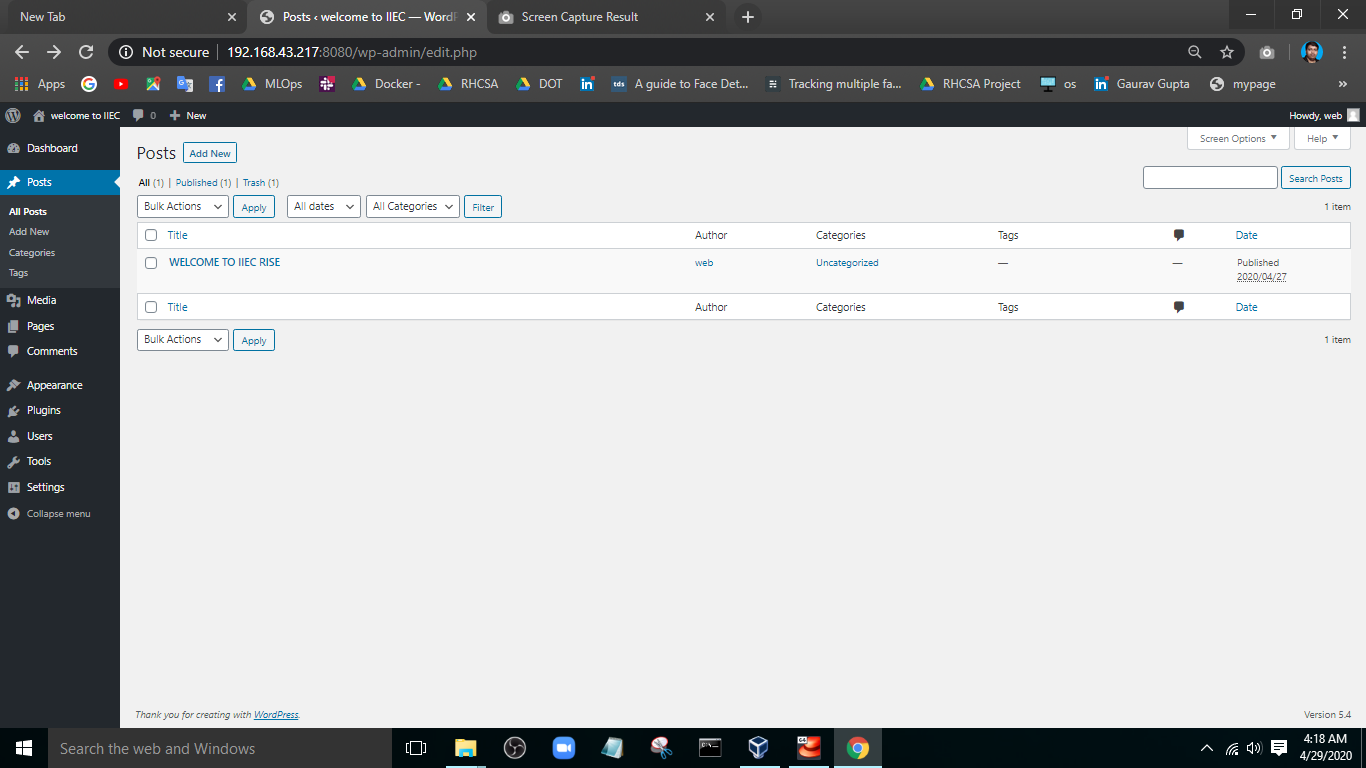 New Tab
Posts ‹ welcome to IIEC — WordP
Screen Capture Result
Not secure
192.168.43.217:8080/wp-admin/edit.php
Apps
MLOps
Docker -
RHCSA
DOT
in
tds
A guide to Face Det...
Tracking multiple fa...
RHCSA Project
os
in
Gaurav Gupta
mypage
»
welcome to IIEC
0
New
Howdy, web
Dashboard
Posts
All Posts
Add New
Categories
Tags
Media
Pages
Comments
Appearance
Plugins
Users
Tools
Settings
Collapse menu
Screen Options
Help
Posts
Add New
All (1) | Published (1) | Trash (1)
Search Posts
Bulk Actions
Apply
All dates
All Categories
Filter
1 item
Title Author Categories Tags Date
WELCOME TO IIEC RISE web Uncategorized — — Published
2020/04/27
Title Author Categories Tags Date
Bulk Actions
Apply
1 item
Thank you for creating with WordPress.
Version 5.4
Search the web and Windows
64
4:18 AM
4/29/2020